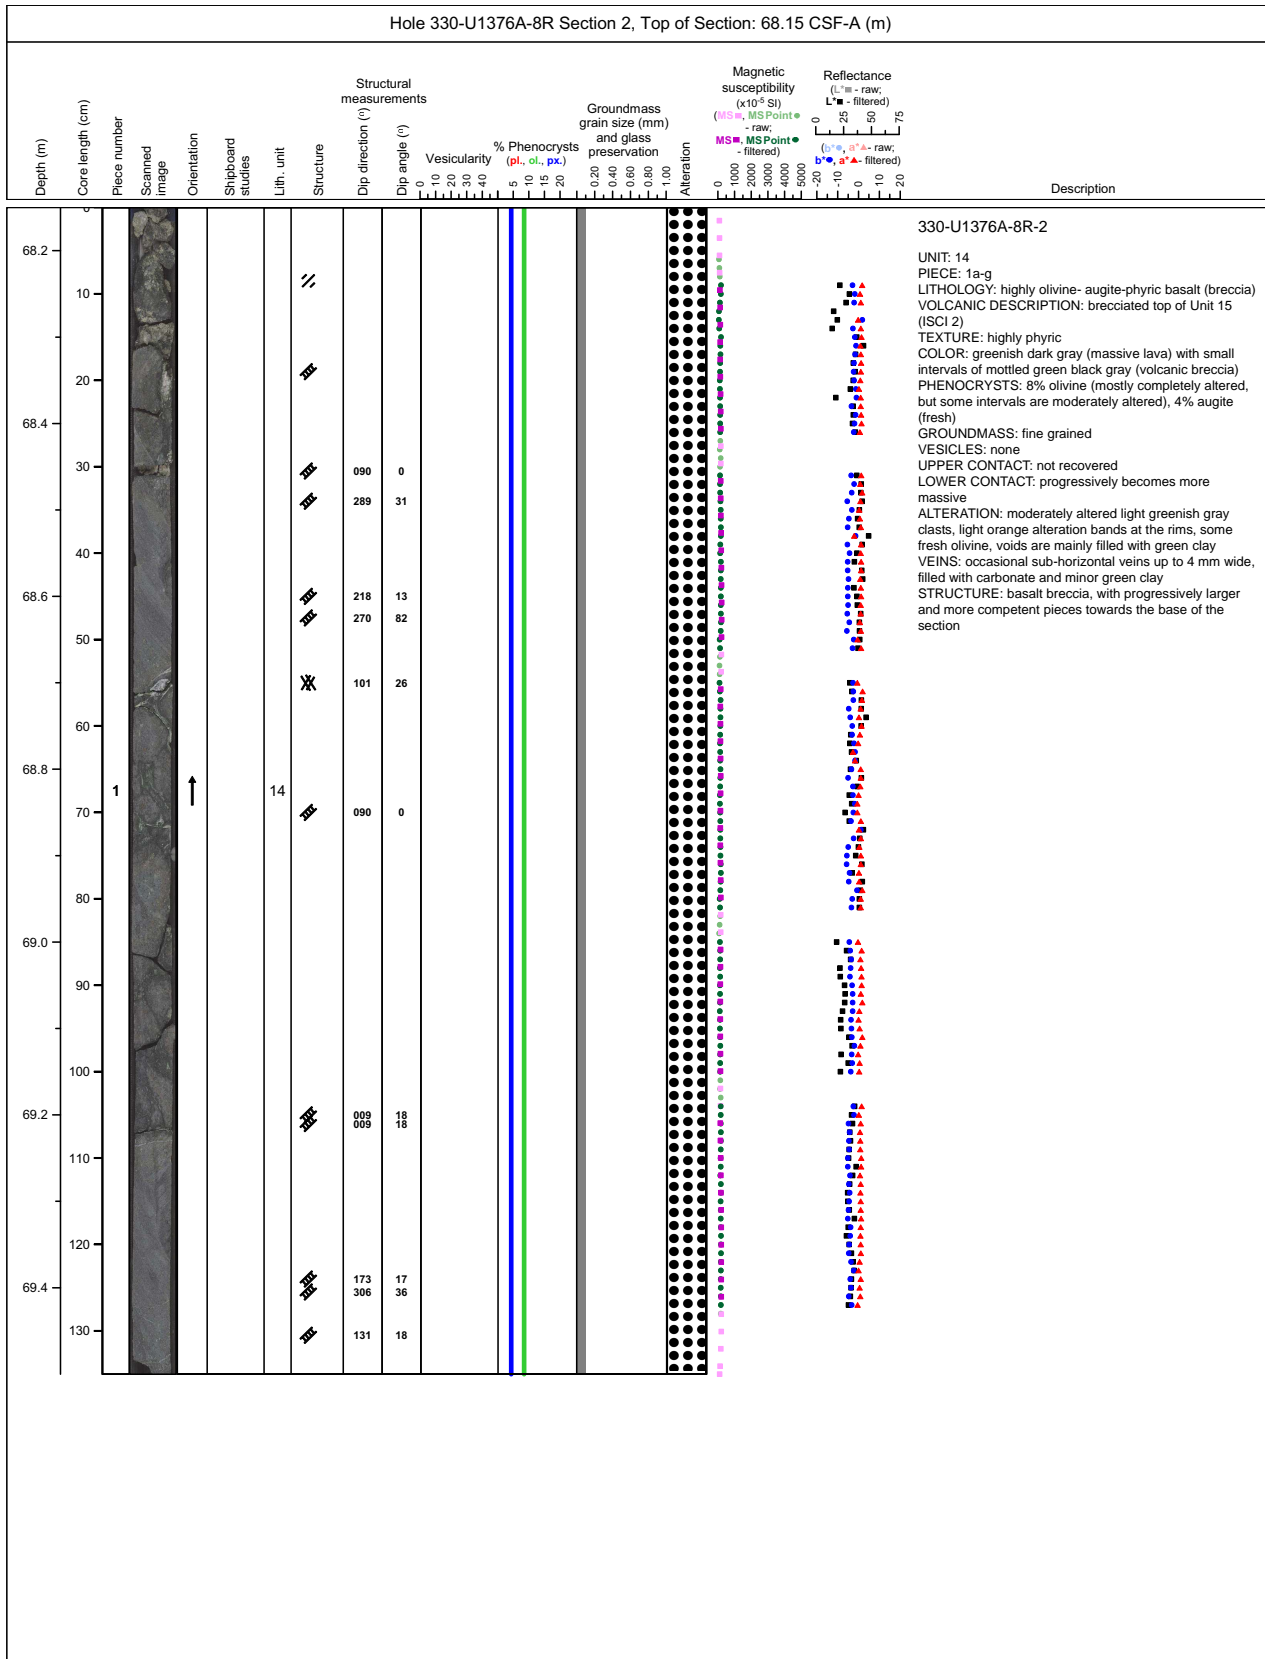 Hole 330-U1376A-8R Section 2, Top of Section: 68.15 CSF-A (m)
Depth (m)
Core length (cm)
Piece number
Scanned
image
Orientation
Shipboard
studies
Lith. unit
Structure
Structural
measurements
Dip direction (º)
Dip angle (º)
Vesicularity
0 10 20 30 40
% Phenocrysts
(pl., ol., px.)
5 10 15 20
Groundmass
grain size (mm)
and glass
preservation
0.20 0.40 0.60 0.80 1.00
Alteration
Magnetic
susceptibility
(x10-5 SI)
(MS■, MSPoint●
- raw;
MS■, MSPoint●
- filtered)
0 1000 2000 3000 4000 5000
Reflectance
(L*■ - raw;
L*■ - filtered)
0 25 50 75
(b*●, a*▲- raw;
b*●, a*▲- filtered)
-20 -10 0 10 20
Description
68.2
68.4
68.6
68.8
69.0
69.2
69.4
0
10
20
30
40
50
60
70
80
90
100
110
120
130
1
14
090 0
289 31
218 13
270 82
101 26
090 0
009 18
009 18
173 17
306 36
131 18
330-U1376A-8R-2
UNIT: 14
PIECE: 1a-g
LITHOLOGY: highly olivine- augite-phyric basalt (breccia)
VOLCANIC DESCRIPTION: brecciated top of Unit 15
(ISCI 2)
TEXTURE: highly phyric
COLOR: greenish dark gray (massive lava) with small
intervals of mottled green black gray (volcanic breccia)
PHENOCRYSTS: 8% olivine (mostly completely altered,
but some intervals are moderately altered), 4% augite
(fresh)
GROUNDMASS: fine grained
VESICLES: none
UPPER CONTACT: not recovered
LOWER CONTACT: progressively becomes more
massive
ALTERATION: moderately altered light greenish gray
clasts, light orange alteration bands at the rims, some
fresh olivine, voids are mainly filled with green clay
VEINS: occasional sub-horizontal veins up to 4 mm wide,
filled with carbonate and minor green clay
STRUCTURE: basalt breccia, with progressively larger
and more competent pieces towards the base of the
section